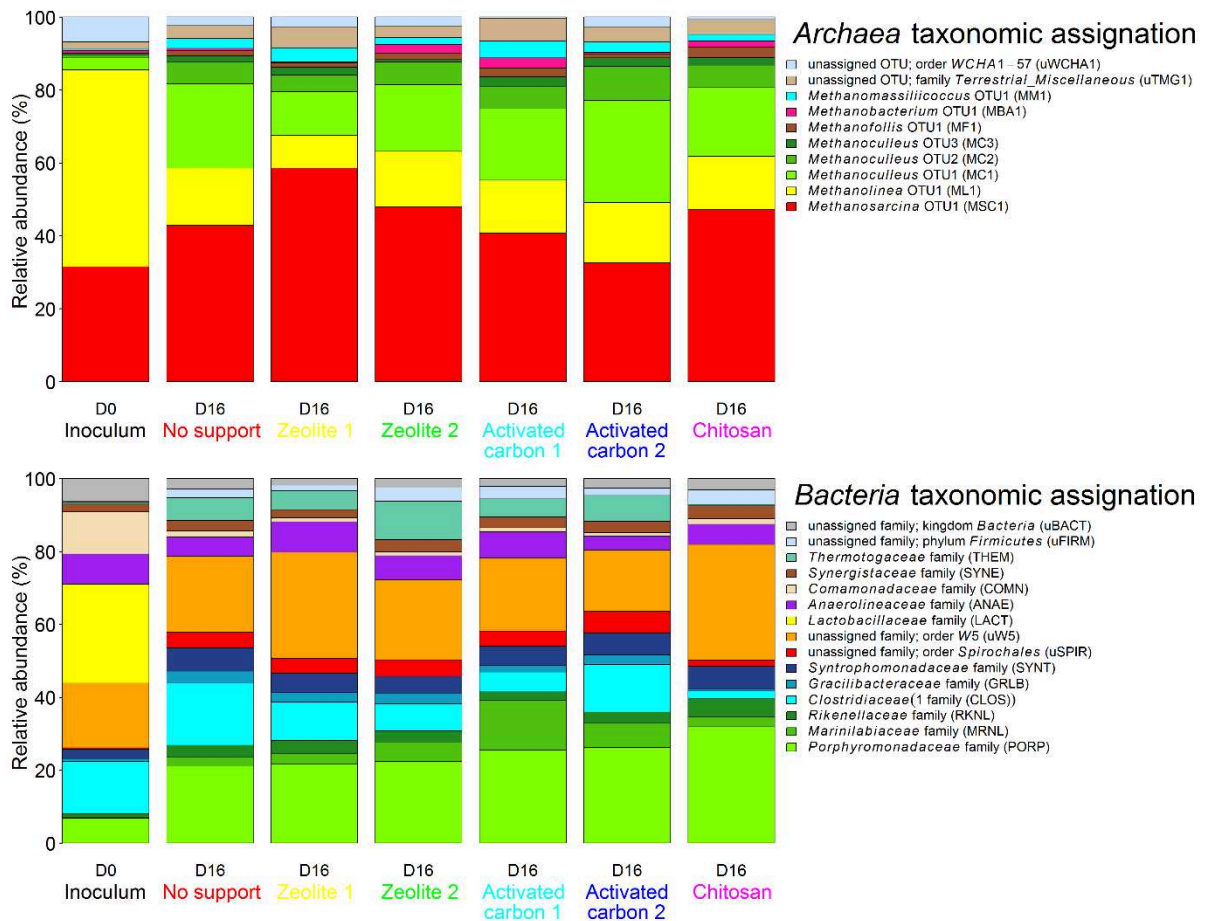 Archaea taxonomic assignation
unassigned OTU; order WCHA1 – 57 (uWCHA1)
unassigned OTU; family Terrestrial_Miscellaneous (uTMG1)
Methanomassiliicoccus OTU1 (MM1)
Methanobacterium OTU1 (MBA1)
Methanofollis OTU1 (MF1)
Methanoculleus OTU3 (MC3)
Methanoculleus OTU2 (MC2)
Methanoculleus OTU1 (MC1)
Methanolinea OTU1 (ML1)
Methanosarcina OTU1 (MSC1)
Relative abundance (%)
100
80
60
40
20
0
D0 D16 D16 D16 D16 D16 D16
Inoculum No support Zeolite 1 Zeolite 2 Activated Activated Chitosan
carbon 1 carbon 2
Bacteria taxonomic assignation
unassigned family; kingdom Bacteria (uBACT)
unassigned family; phylum Firmicutes (uFIRM)
Thermotogaceae family (THEM)
Synergistaceae family (SYNE)
Comamonadaceae family (COMN)
Anaerolineaceae family (ANAE)
Lactobacillaceae family (LACT)
unassigned family; order W5 (uW5)
unassigned family; order Spirochales (uSPIR)
Syntrophomonadaceae family (SYNT)
Gracilibacteraceae family (GRLB)
Clostridiaceae(1 family (CLOS))
Rikenellaceae family (RKNL)
Marinilabiaceae family (MRNL)
Porphyromonadaceae family (PORP)
Relative abundance (%)
100
80
60
40
20
0
D0 D16 D16 D16 D16 D16 D16
Inoculum No support Zeolite 1 Zeolite 2 Activated Activated Chitosan
carbon 1 carbon 2